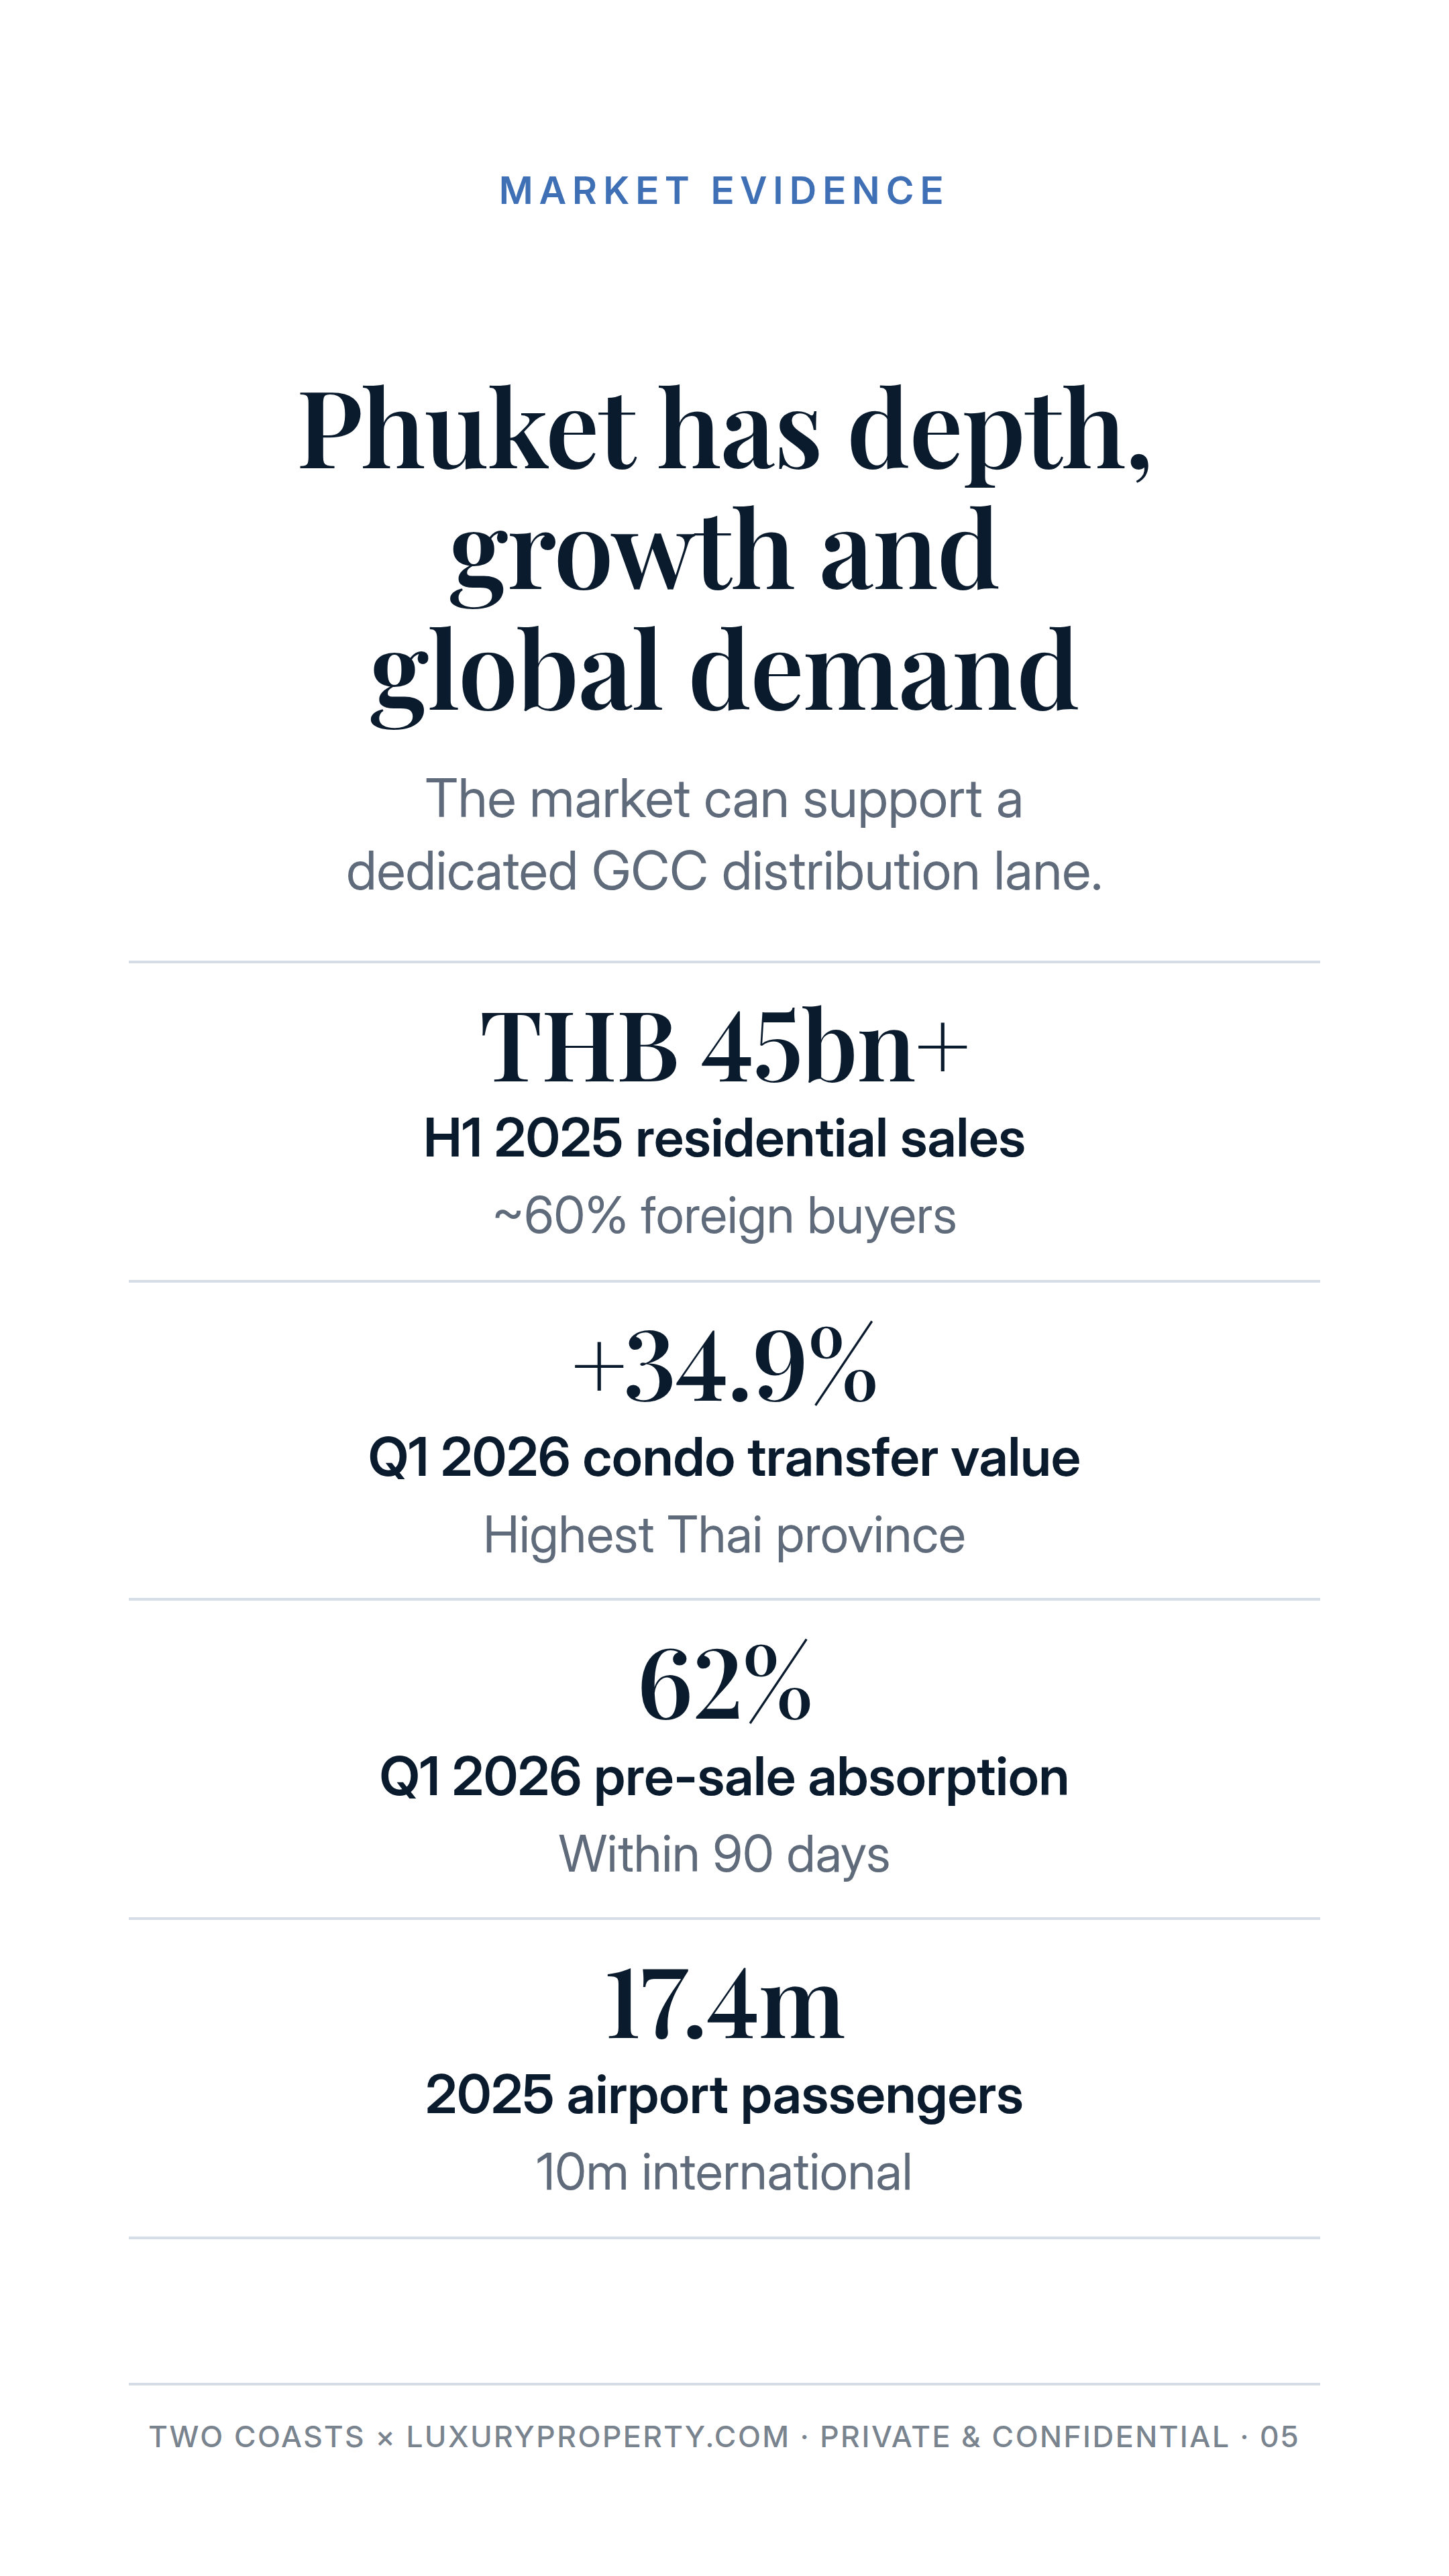 MARKET EVIDENCE
Phuket has depth,
growth and
global demand
The market can support a
dedicated GCC distribution lane.
THB 45bn+
H1 2025 residential sales
~60% foreign buyers
+34.9%
Q1 2026 condo transfer value
Highest Thai province
62%
Q1 2026 pre-sale absorption
Within 90 days
17.4m
2025 airport passengers
10m international
TWO COASTS × LUXURYPROPERTY.COM · PRIVATE & CONFIDENTIAL · 05